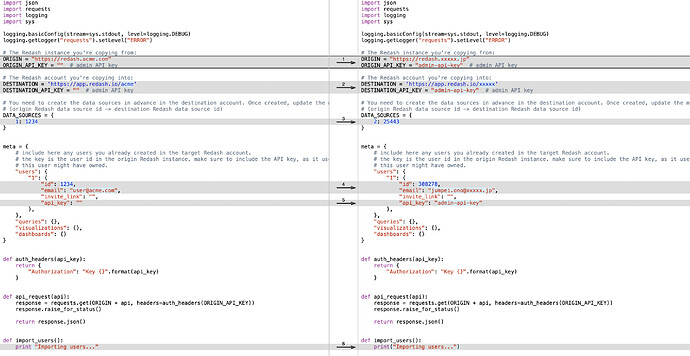 import json
import requests
import logging
import sys
logging.basicConfig(stream=sys.stdout, level=logging.DEBUG)
logging.getLogger("requests").setLevel("ERROR")
# The Redash instance you're copying from:
ORIGIN = "https://redash.acme.com"
ORIGIN_API_KEY = "" # admin API key
# The Redash account you're copying into:
DESTINATION = 'https://app.redash.io/acme'
DESTINATION_API_KEY = "" # admin API key
# You need to create the data sources in advance in the destination account. Once created, update the m
# (origin Redash data source id -> destination Redash data source id)
DATA_SOURCES = {
1: 1234
}
meta = {
# include here any users you already created in the target Redash account.
# the key is the user id in the origin Redash instance. make sure to include the API key, as it use
# this user might have owned.
"users": {
"1": {
"id": 1234,
"email": "user@acme.com",
"invite_link": "",
"api_key": ""
},
},
"queries": {},
"visualizations": {},
"dashboards": {}
}
def auth_headers(api_key):
return {
"Authorization": "Key {}".format(api_key)
}
def api_request(api):
response = requests.get(ORIGIN + api, headers=auth_headers(ORIGIN_API_KEY))
response.raise_for_status()
return response.json()
def import_users():
print "Importing users..."
1
2
3
4
5
6
import json
import requests
import logging
import sys
logging.basicConfig(stream=sys.stdout, level=logging.DEBUG)
logging.getLogger("requests").setLevel("ERROR")
# The Redash instance you're copying from:
ORIGIN = "https://redash.xxxxx.jp"
ORIGIN_API_KEY = "admin-api-key" # admin API key
# The Redash account you're copying into:
DESTINATION = 'https://app.redash.io/xxxxx'
DESTINATION_API_KEY = "admin-api-key" # admin API key
# You need to create the data sources in advance in the destination account. Once created, update the m
# (origin Redash data source id -> destination Redash data source id)
DATA_SOURCES = {
2: 25443
}
meta = {
# include here any users you already created in the target Redash account.
# the key is the user id in the origin Redash instance. make sure to include the API key, as it use
# this user might have owned.
"users": {
"1": {
"id": 300278,
"email": "jumpei.ono@xxxxx.jp",
"invite_link": "",
"api_key": "admin-api-key"
},
},
"queries": {},
"visualizations": {},
"dashboards": {}
}
def auth_headers(api_key):
return {
"Authorization": "Key {}".format(api_key)
}
def api_request(api):
response = requests.get(ORIGIN + api, headers=auth_headers(ORIGIN_API_KEY))
response.raise_for_status()
return response.json()
def import_users():
print("Importing users...")